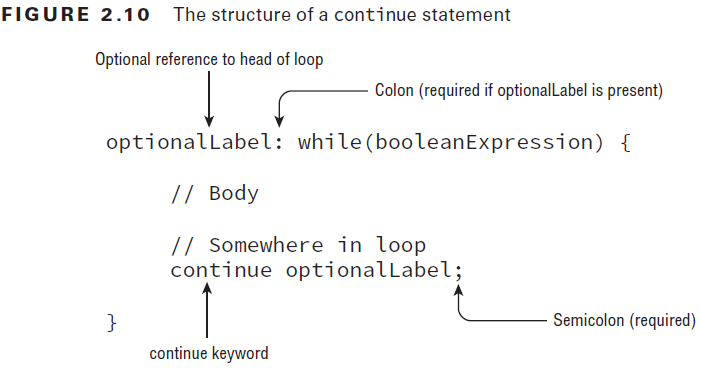 FIGURE 2.10 The structure of a continue statement
Optional reference to head of loop
Colon (required if optionalLabel is present)
optionalLabel: while(booleanExpression) {
// Body
// Somewhere in loop
continue optionalLabel;
}
Semicolon (required)
continue keyword